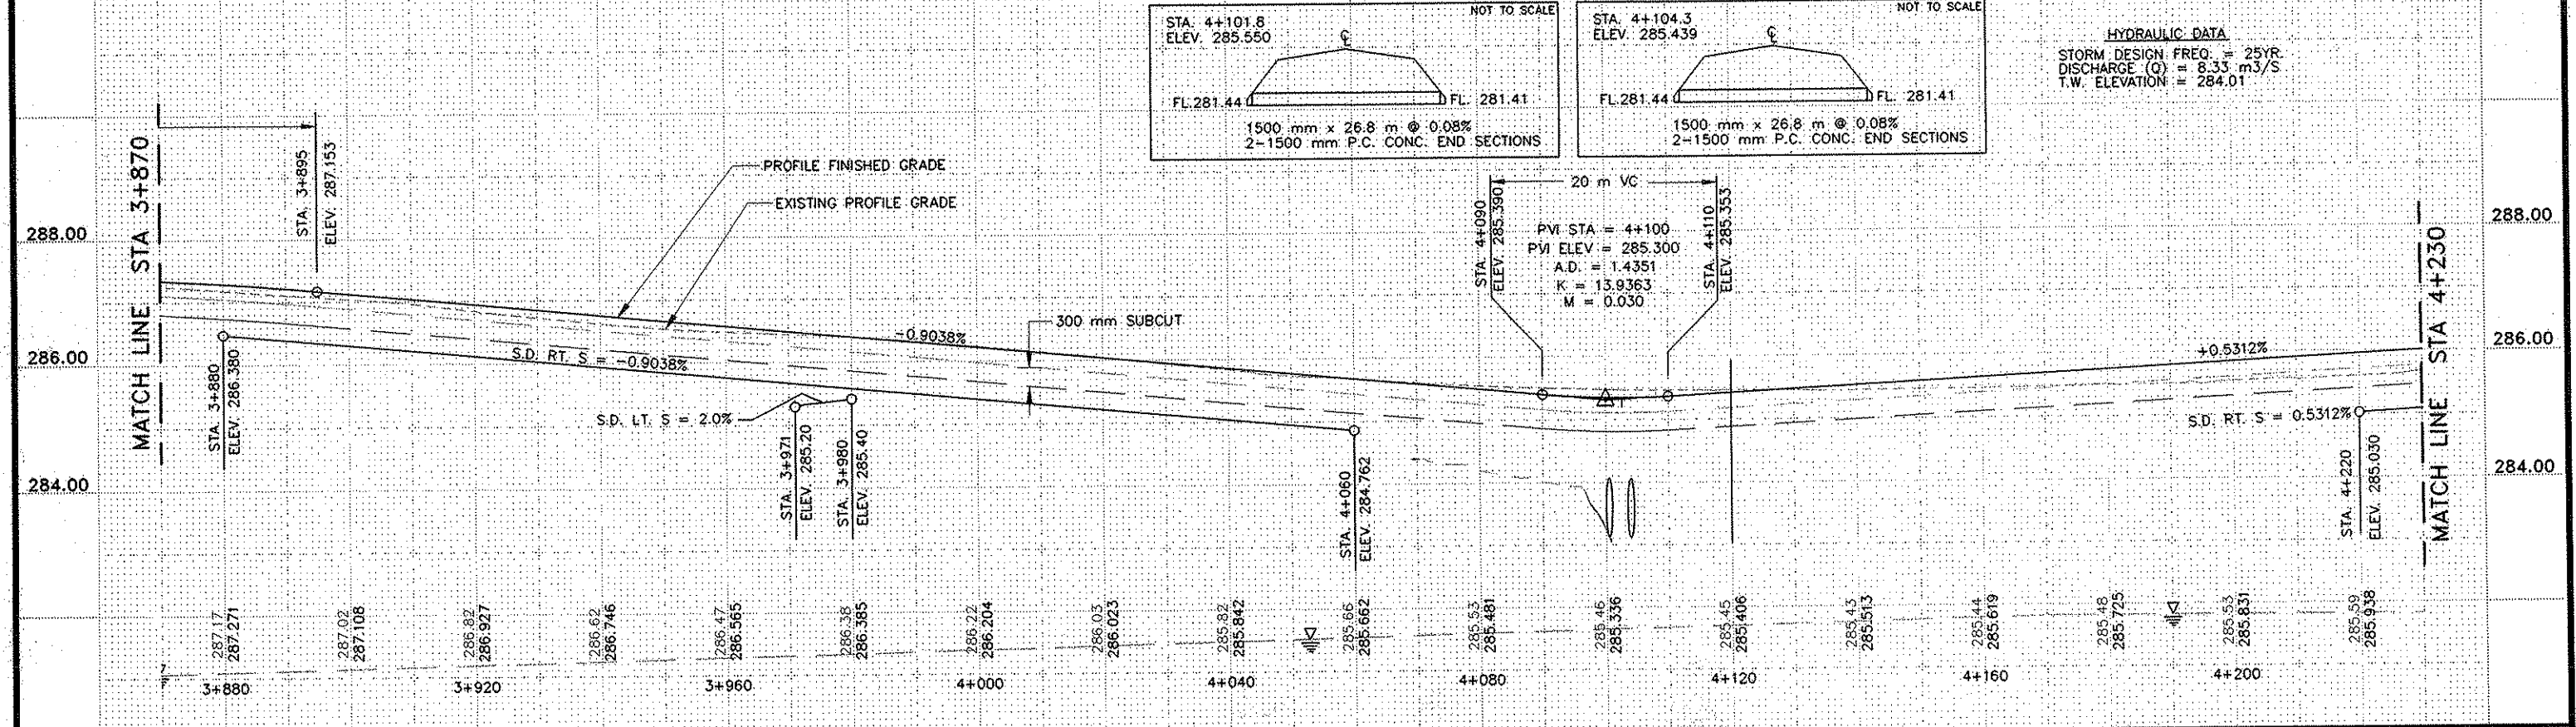 STA. 4+101.8
ELEV. 285.550
NOT TO SCALE
℄
FL.281.44
FL. 281.41
1500 mm x 26.8 m @ 0.08%
2-1500 mm P.C. CONC. END SECTIONS
STA. 4+104.3
ELEV. 285.439
NOT TO SCALE
℄
FL.281.44
FL. 281.41
1500 mm x 26.8 m @ 0.08%
2-1500 mm P.C. CONC. END SECTIONS
HYDRAULIC DATA
STORM DESIGN FREQ. = 25YR.
DISCHARGE (Q) = 8.33 m3/S
T.W. ELEVATION = 284.01
MATCH LINE STA 3+870
STA. 3+895
ELEV. 287.153
PROFILE FINISHED GRADE
EXISTING PROFILE GRADE
20 m VC
STA. 4+090
ELEV. 285.390
PVI STA = 4+100
PVI ELEV = 285.300
A.D. = 1.4351
K = 13.9363
M = 0.030
STA. 4+110
ELEV. 285.353
288.00
288.00
286.00
286.00
284.00
284.00
-0.9038%
300 mm SUBCUT
+0.5312%
S.D. RT. S = -0.9038%
STA. 3+880
ELEV. 286.380
S.D. LT. S = 2.0%
STA. 3+971
ELEV. 285.20
STA. 3+980
ELEV. 285.40
STA. 4+060
ELEV. 284.762
S.D. RT. S = 0.5312%
STA. 4+220
ELEV. 285.030
MATCH LINE STA 4+230
287.17
287.271
287.02
287.108
286.82
286.927
286.62
286.746
286.47
286.565
286.38
286.385
286.22
286.204
286.03
286.023
285.82
285.842
285.66
285.662
285.53
285.481
285.46
285.336
285.45
285.406
285.43
285.513
285.44
285.619
285.48
285.725
285.53
285.831
285.59
285.938
3+880
3+920
3+960
4+000
4+040
4+080
4+120
4+160
4+200